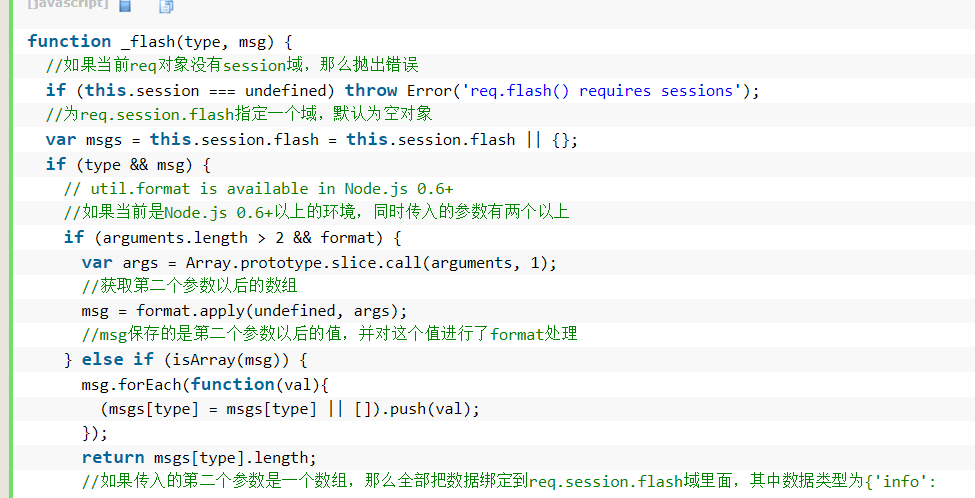 [javascript]
function _flash(type, msg) {
  //如果当前req对象没有session域，那么抛出错误
  if (this.session === undefined) throw Error('req.flash() requires sessions');
  //为req.session.flash指定一个域，默认为空对象
  var msgs = this.session.flash = this.session.flash || {};
  if (type && msg) {
    // util.format is available in Node.js 0.6+
    //如果当前是Node.js 0.6+以上的环境，同时传入的参数有两个以上
    if (arguments.length > 2 && format) {
      var args = Array.prototype.slice.call(arguments, 1);
      //获取第二个参数以后的数组
      msg = format.apply(undefined, args);
      //msg保存的是第二个参数以后的值，并对这个值进行了format处理
    } else if (isArray(msg)) {
      msg.forEach(function(val){
        (msgs[type] = msgs[type] || []).push(val);
      });
      return msgs[type].length;
      //如果传入的第二个参数是一个数组，那么全部把数据绑定到req.session.flash域里面，其中数据类型为{'info':